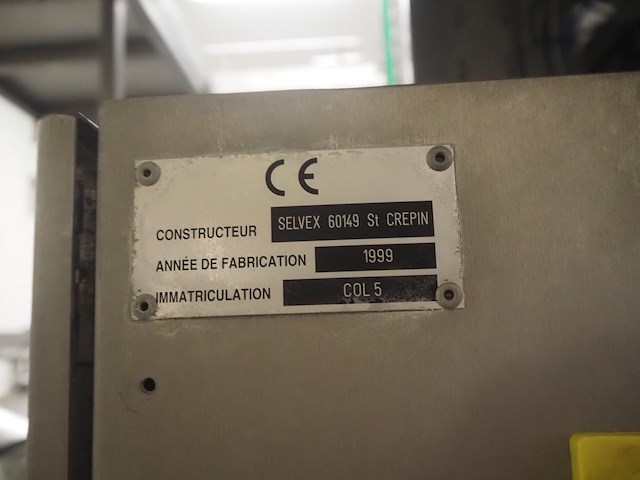 CE
CONSTRUCTEUR SELVEX 60149 St CREPIN
ANNÉE DE FABRICATION 1999
IMMATRICULATION COL 5